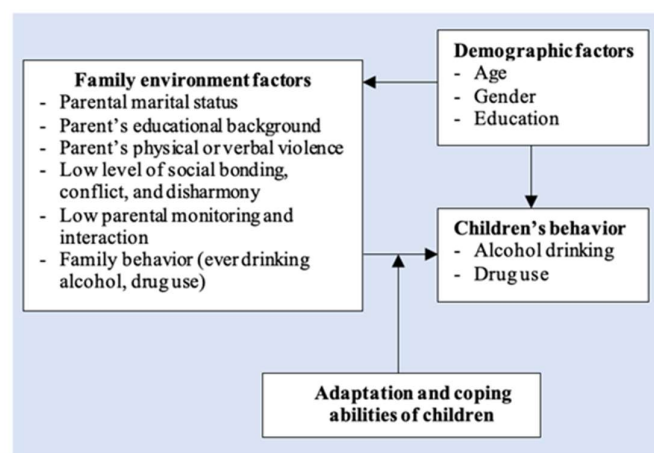 Family environment factors
- Parental marital status
- Parent's educational background
- Parent's physical or verbal violence
- Low level of social bonding,
conflict, and disharmony
- Low parental monitoring and
interaction
- Family behavior (ever drinking
alcohol, drug use)
Demographic factors
- Age
- Gender
- Education
Children's behavior
- Alcohol drinking
- Drug use
Adaptation and coping
abilities of children